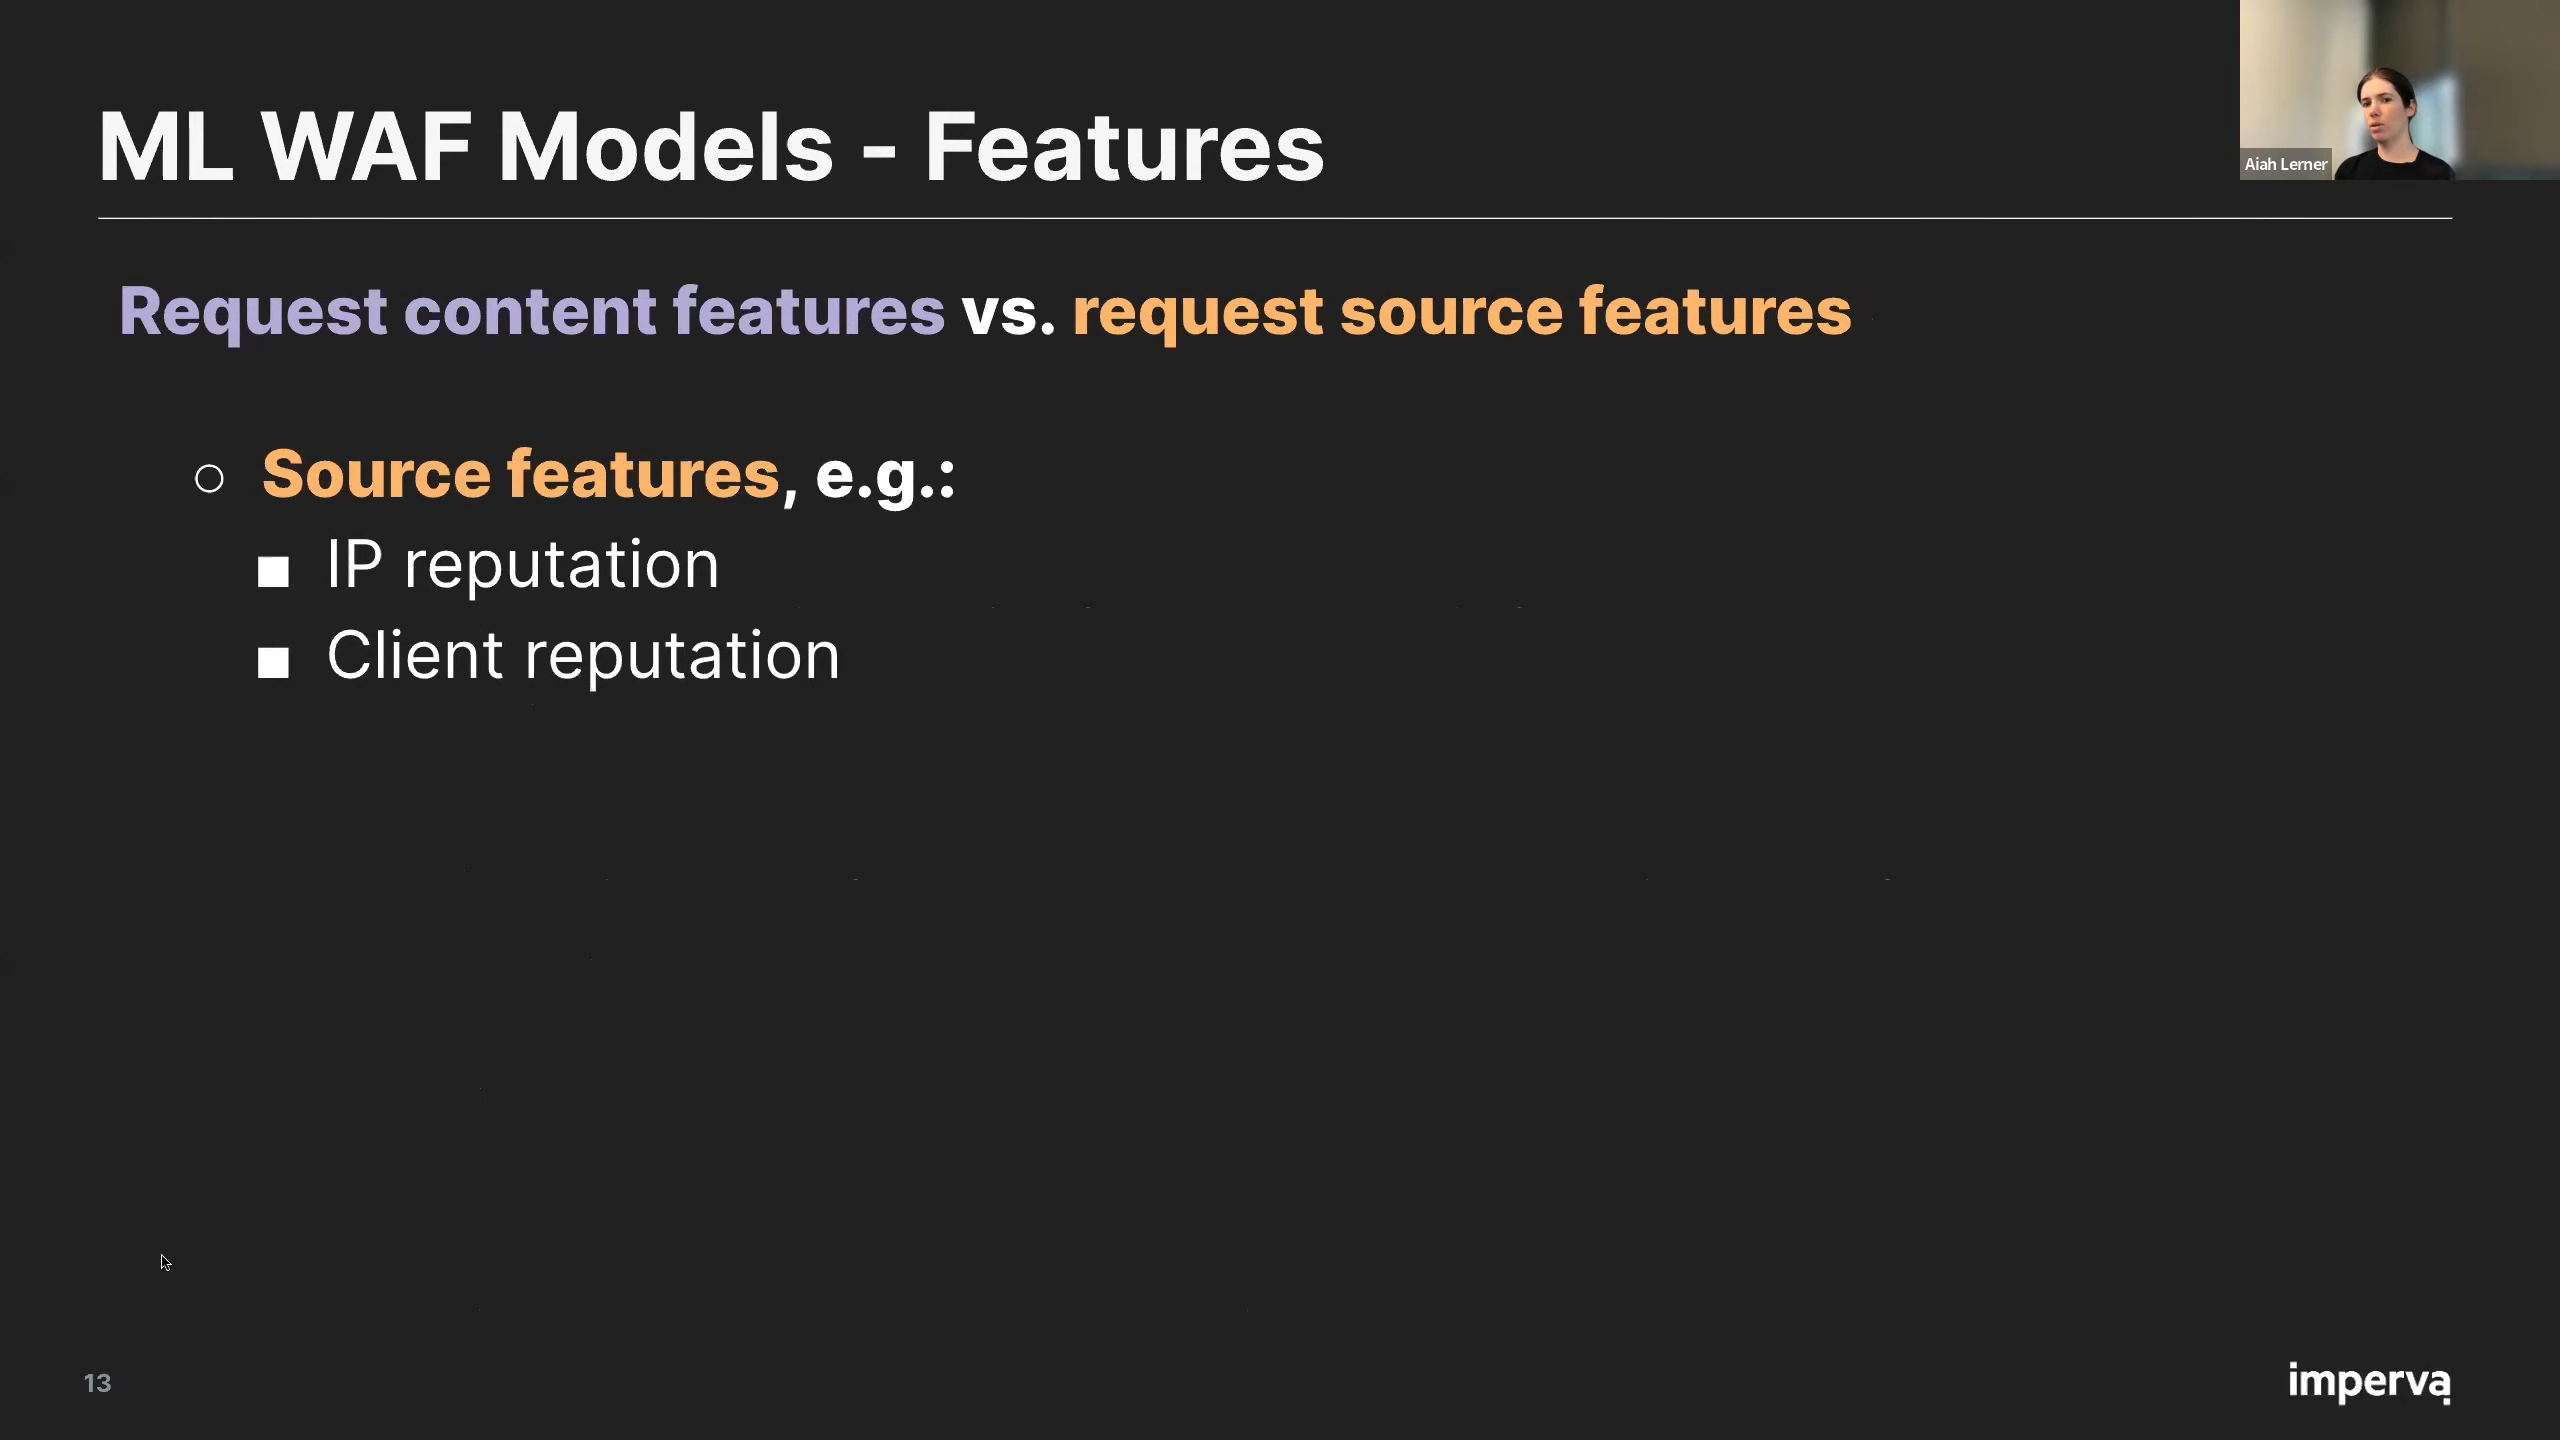 ML WAF Models - Features
Aiah Lerner
Request content features vs. request source features
○ Source features, e.g.:
■ IP reputation
■ Client reputation
13
imperva